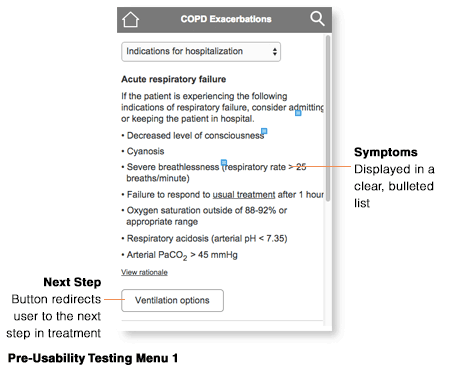 COPD Exacerbations
Indications for hospitalization
Acute respiratory failure
If the patient is experiencing the following
indications of respiratory failure, consider admitting
or keeping the patient in hospital.
• Decreased level of consciousness
• Cyanosis
• Severe breathlessness (respiratory rate > 25
breaths/minute)
• Failure to respond to usual treatment after 1 hour
• Oxygen saturation outside of 88-92% or
appropriate range
• Respiratory acidosis (arterial pH < 7.35)
• Arterial PaCO2 > 45 mmHg
View rationale
Ventilation options
Symptoms
Displayed in a
clear, bulleted
list
Next Step
Button redirects
user to the next
step in treatment
Pre-Usability Testing Menu 1